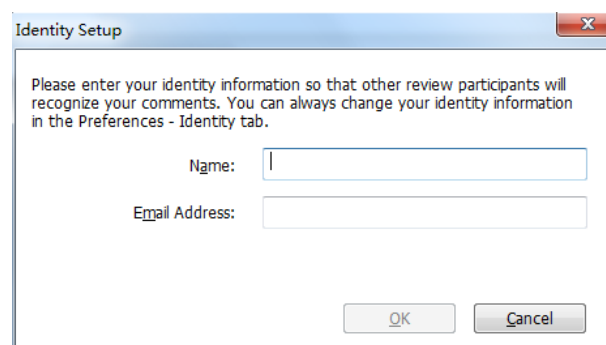 Identity Setup
Please enter your identity information so that other review participants will
recognize your comments. You can always change your identity information
in the Preferences - Identity tab.
Name:
Email Address:
OK
Cancel